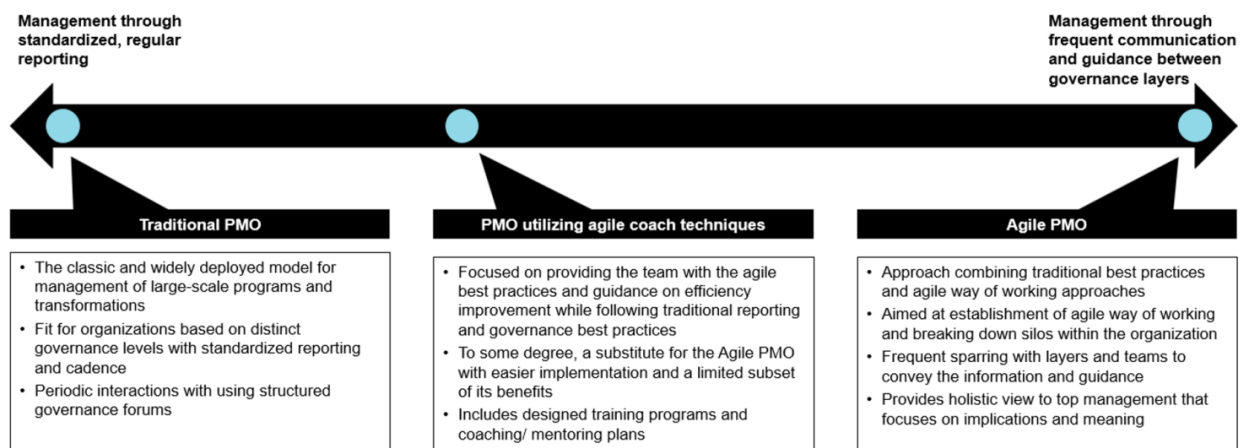 Management through
standardized, regular
reporting
Management through
frequent communication
and guidance between
governance layers
Traditional PMO
• The classic and widely deployed model for
management of large-scale programs and
transformations
• Fit for organizations based on distinct
governance levels with standardized reporting
and cadence
• Periodic interactions with using structured
governance forums
PMO utilizing agile coach techniques
• Focused on providing the team with the agile
best practices and guidance on efficiency
improvement while following traditional reporting
and governance best practices
• To some degree, a substitute for the Agile PMO
with easier implementation and a limited subset
of its benefits
• Includes designed training programs and
coaching/ mentoring plans
Agile PMO
• Approach combining traditional best practices
and agile way of working approaches
• Aimed at establishment of agile way of working
and breaking down silos within the organization
• Frequent sparring with layers and teams to
convey the information and guidance
• Provides holistic view to top management that
focuses on implications and meaning